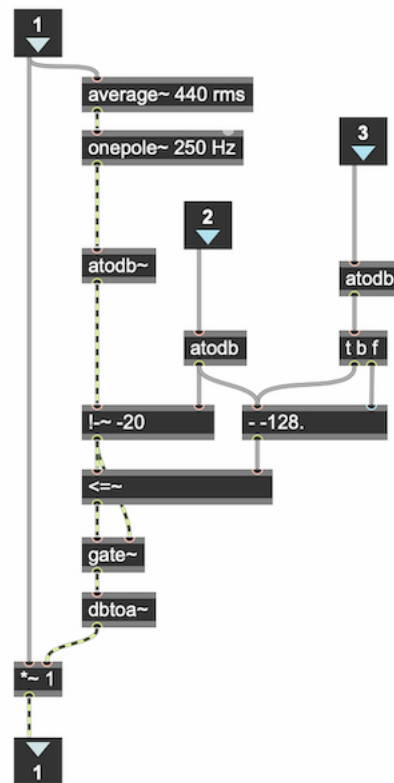 1
average~ 440 rms
onepole~ 250 Hz
3
2
atodb~
atodb
atodb
t b f
!-~ -20
- -128.
<=~
gate~
dbtoa~
*~ 1
1